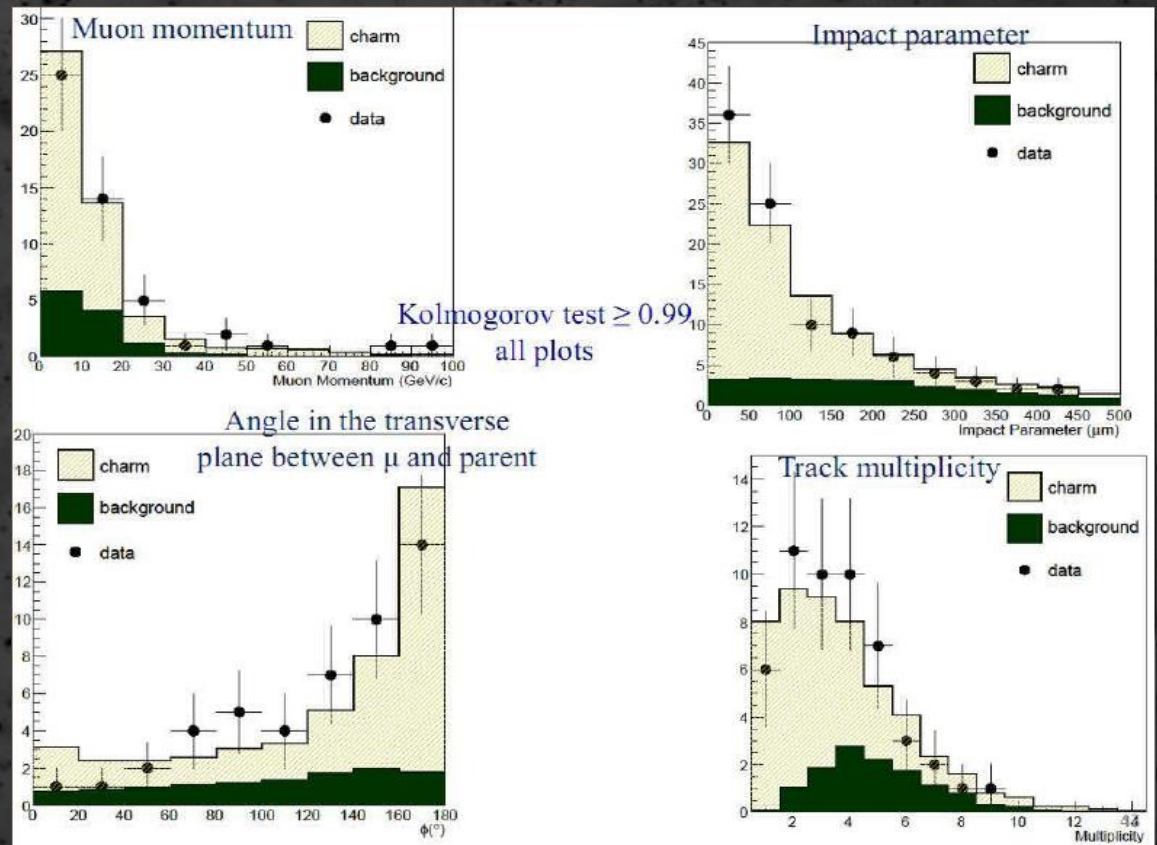 Muon momentum
30
25
20
15
10
5
0
charm
background
data
0 10 20 30 40 50 60 70 80 90 100
Muon Momentum (GeV/c)
Impact parameter
45
40
35
30
25
20
15
10
5
0
charm
background
data
0 50 100 150 200 250 300 350 400 450 500
Impact Parameter (μm)
Kolmogorov test ≥ 0.99
all plots
Angle in the transverse
plane between μ and parent
20
18
16
14
12
10
8
6
4
2
0
charm
background
data
0 20 40 60 80 100 120 140 160 180
ϕ(°)
Track multiplicity
14
12
10
8
6
4
2
0
charm
background
data
2 4 6 8 10 12
Multiplicity